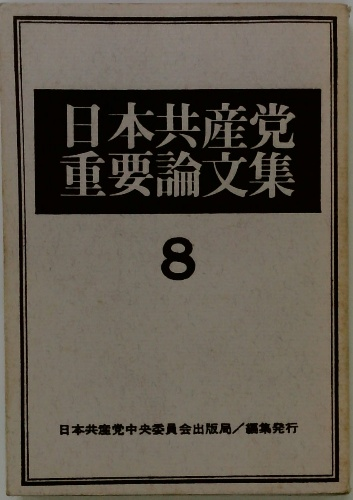 日本共産党
重要論文集
8
日本共産党中央委員会出版局/編集発行